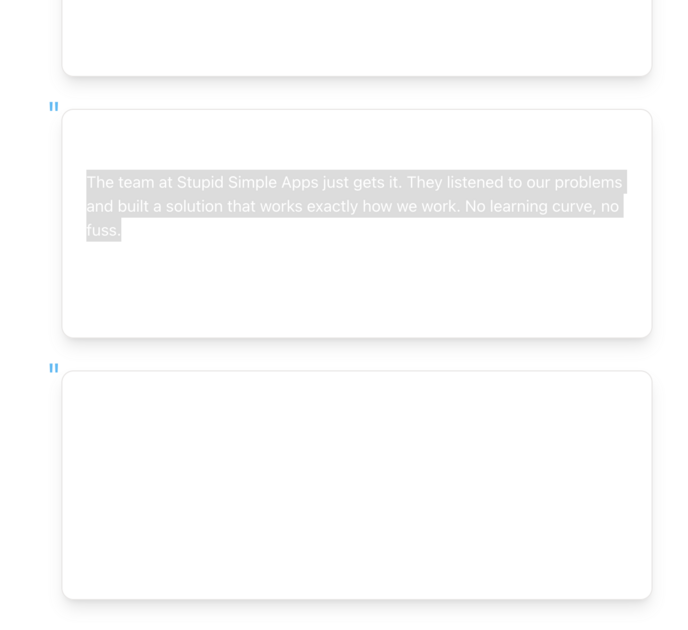 "
The team at Stupid Simple Apps just gets it. They listened to our problems
and built a solution that works exactly how we work. No learning curve, no
fuss.
"